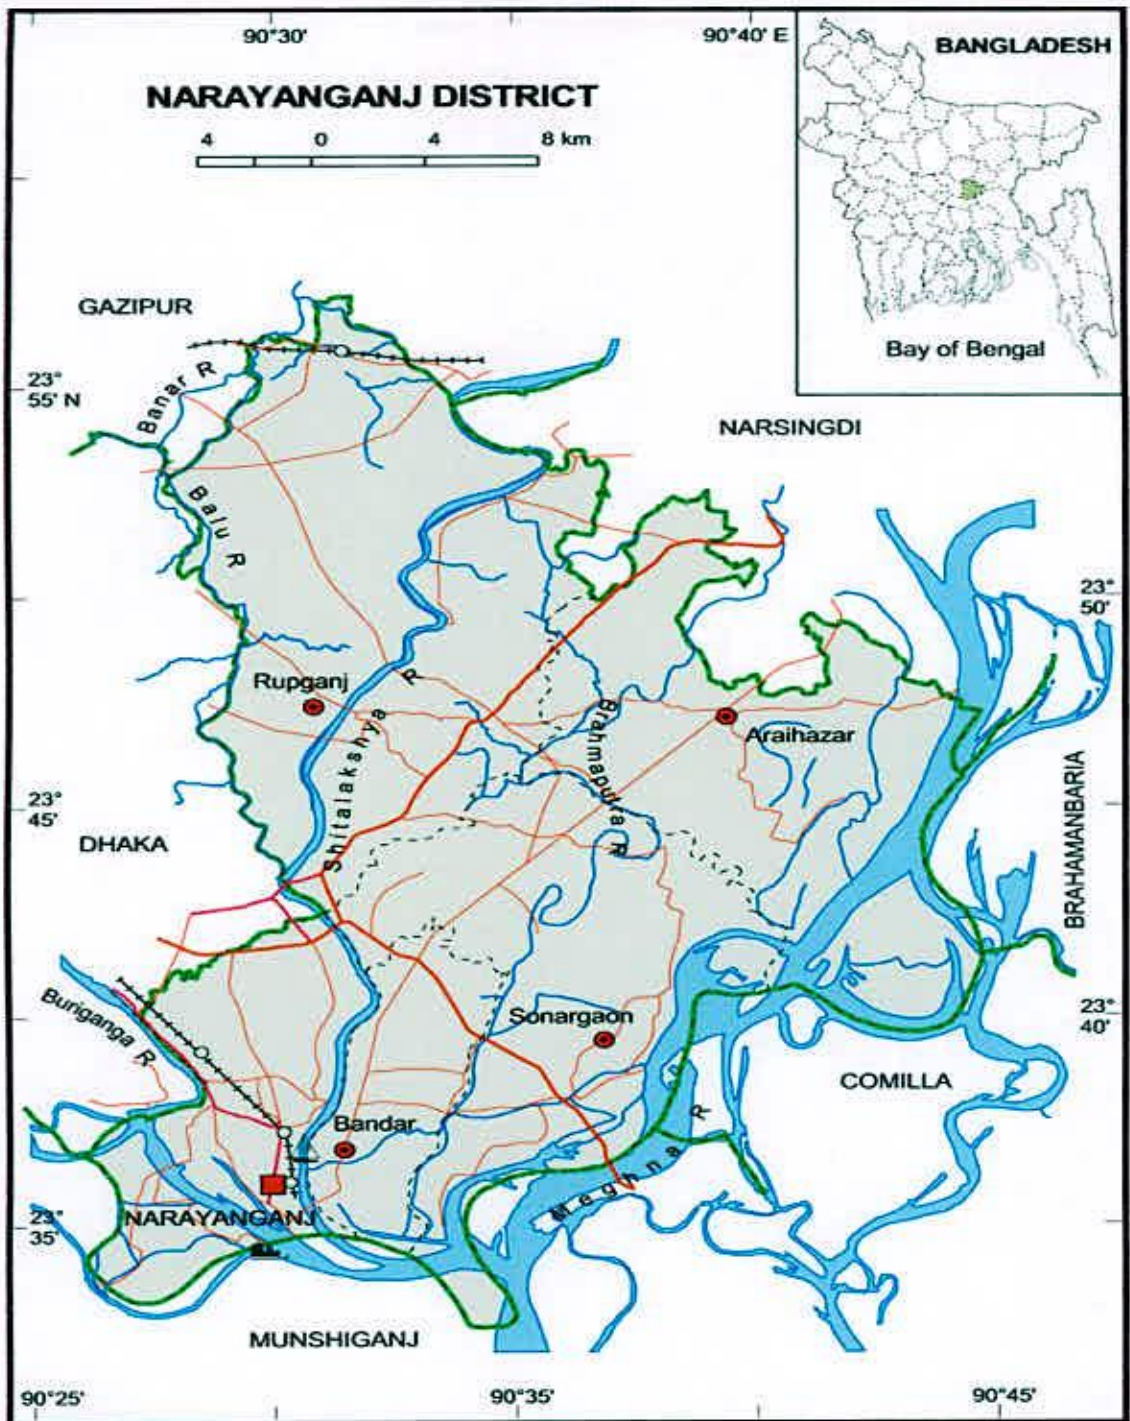 90°30'
90°40' E
BANGLADESH
NARAYANGANJ DISTRICT
4 0 4 8 km
Bay of Bengal
GAZIPUR
23°
55' N
Banar R
NARSINGDI
Balu R
23°
50'
Rupganj
Shitalakshya R
Brahmaputra R
Araihazar
23°
45'
DHAKA
BRAHAMANBARIA
Buriganga R
Sonargaon
23°
40'
COMILLA
Bandar
Meghna R
NARAYANGANJ
23°
35'
MUNSHIGANJ
90°25'
90°35'
90°45'